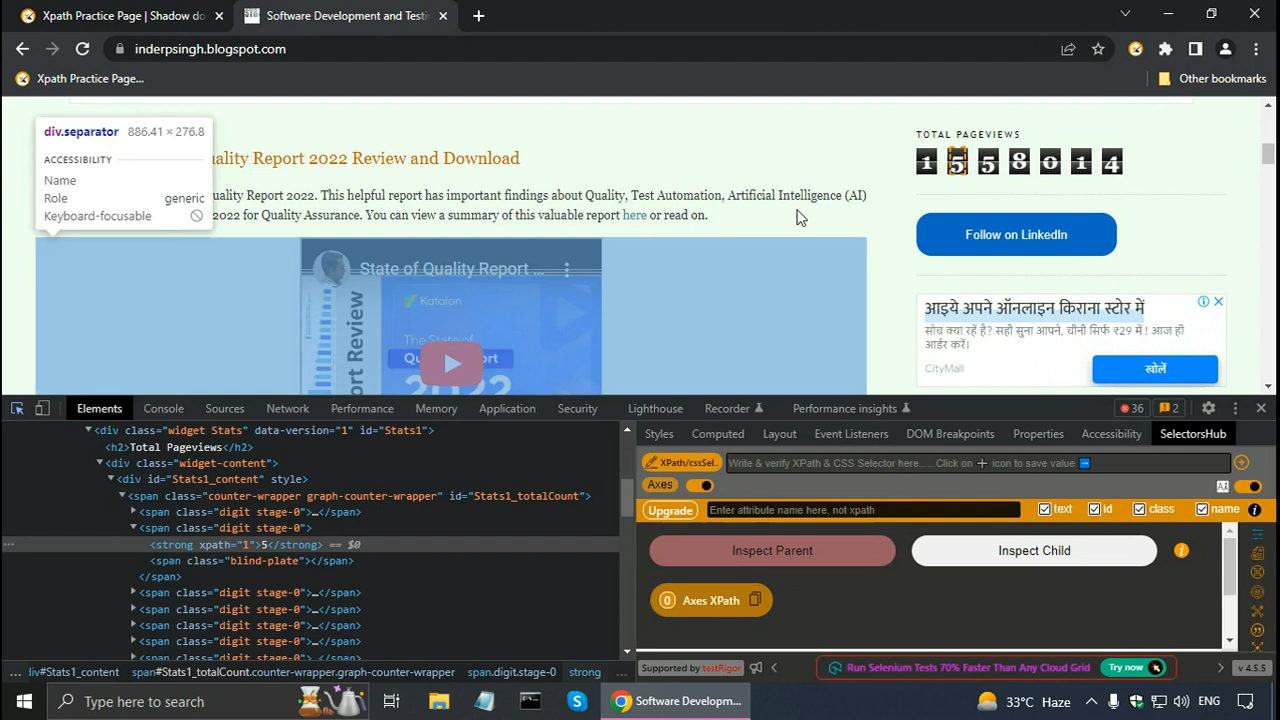 Xpath Practice Page | Shadow do
Software Development and Testin
inderpsingh.blogspot.com
Xpath Practice Page...
Other bookmarks
div.separator 886.41 × 276.8
ACCESSIBILITY
Name
Role generic
Keyboard-focusable
uality Report 2022 Review and Download
uality Report 2022. This helpful report has important findings about Quality, Test Automation, Artificial Intelligence (AI)
2022 for Quality Assurance. You can view a summary of this valuable report here or read on.
State of Quality Report ...
Katalon
The State of
Report Review
2022
TOTAL PAGEVIEWS
1 5 5 8 0 1 4
Follow on LinkedIn
आइये अपने ऑनलाइन किराना स्टोर में
सोच क्या रहें है? सही सुना आपने, चीनी सिर्फ ₹29 में ! आज ही
आर्डर करें।
CityMall
खोलें
Elements Console Sources Network Performance Memory Application Security Lighthouse Recorder Performance insights 36 2
<div class="widget Stats" data-version="1" id="Stats1">
<h2>Total Pageviews</h2>
<div class="widget-content">
<div id="Stats1_content" style>
<span class="counter-wrapper graph-counter-wrapper" id="Stats1_totalCount">
<span class="digit stage-0">…</span>
<span class="digit stage-0">
<strong xpath="1">5</strong> == $0
<span class="blind-plate"></span>
</span>
<span class="digit stage-0">…</span>
<span class="digit stage-0">…</span>
<span class="digit stage-0">…</span>
<span class="digit stage-0">…</span>
<span class="digit stage-0">…</span>
... liv#Stats1_content span#Stats1_totalCount.counter-wrapper.graph-counter-wrapper span.digit.stage-0 strong ...
Styles Computed Layout Event Listeners DOM Breakpoints Properties Accessibility SelectorsHub
XPath/cssSel.. Write & verify XPath & CSS Selector here......Click on + icon to save value
Axes
Upgrade Enter attribute name here, not xpath text id class name
Inspect Parent Inspect Child
0 Axes XPath
Supported by testRigor Run Selenium Tests 70% Faster Than Any Cloud Grid Try now v 4.5.5
Type here to search
Software Developm...
33°C Haze ENG